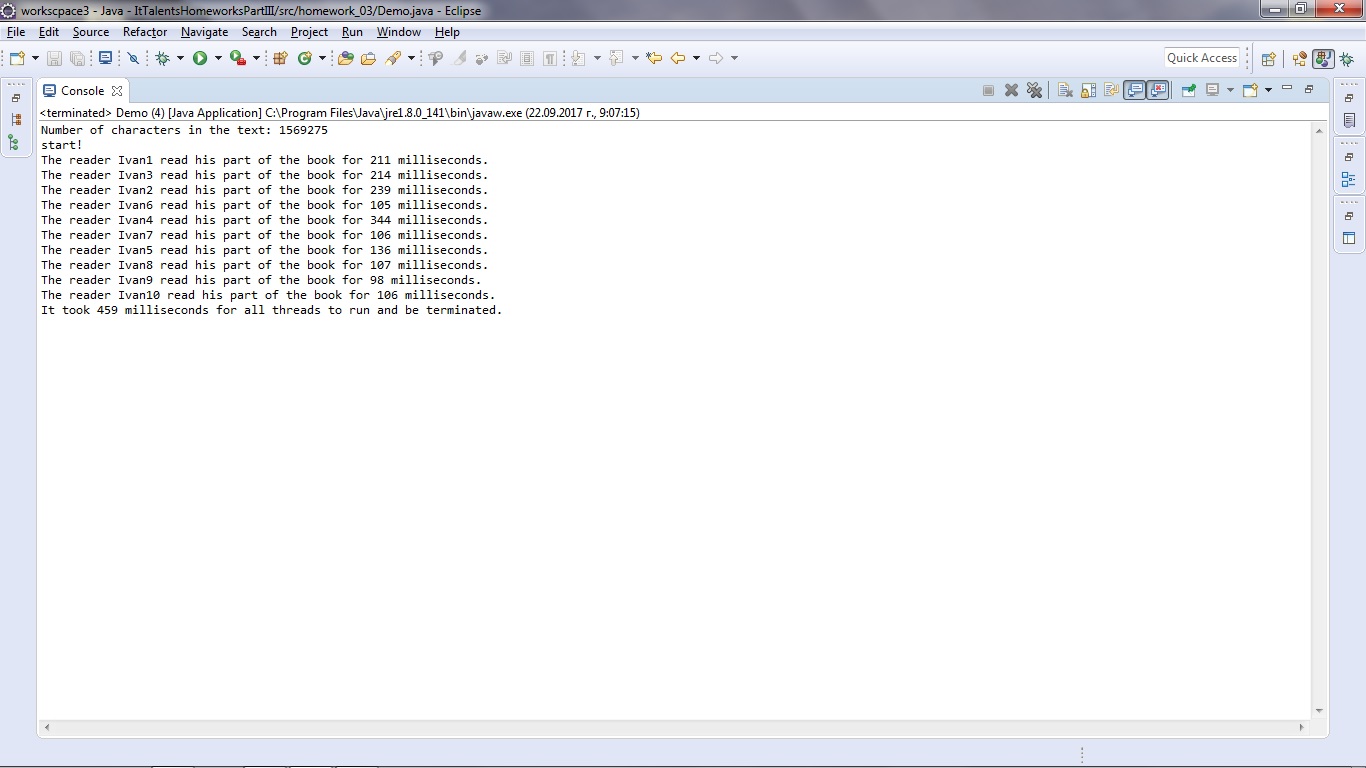 workscpace3 - Java - ItTalentsHomeworksPartIII/src/homework_03/Demo.java - Eclipse
File Edit Source Refactor Navigate Search Project Run Window Help
Quick Access
Console
<terminated> Demo (4) [Java Application] C:\Program Files\Java\jre1.8.0_141\bin\javaw.exe (22.09.2017 г., 9:07:15)
Number of characters in the text: 1569275
start!
The reader Ivan1 read his part of the book for 211 milliseconds.
The reader Ivan3 read his part of the book for 214 milliseconds.
The reader Ivan2 read his part of the book for 239 milliseconds.
The reader Ivan6 read his part of the book for 105 milliseconds.
The reader Ivan4 read his part of the book for 344 milliseconds.
The reader Ivan7 read his part of the book for 106 milliseconds.
The reader Ivan5 read his part of the book for 136 milliseconds.
The reader Ivan8 read his part of the book for 107 milliseconds.
The reader Ivan9 read his part of the book for 98 milliseconds.
The reader Ivan10 read his part of the book for 106 milliseconds.
It took 459 milliseconds for all threads to run and be terminated.